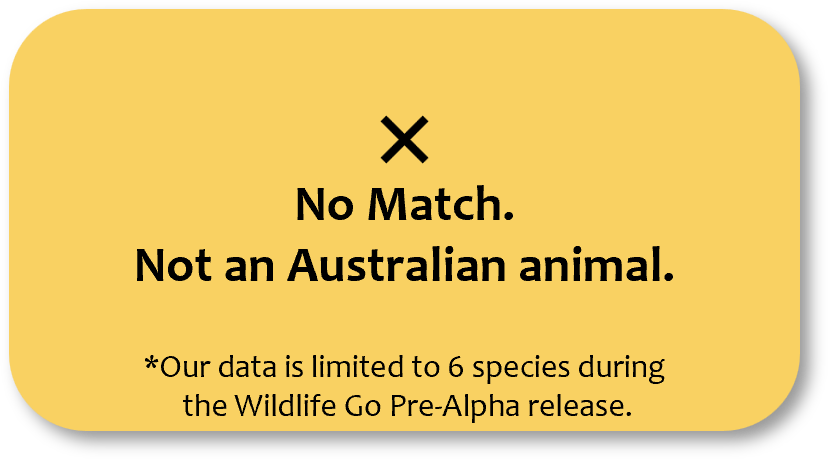 No Match.
Not an Australian animal.
*Our data is limited to 6 species during
the Wildlife Go Pre-Alpha release.